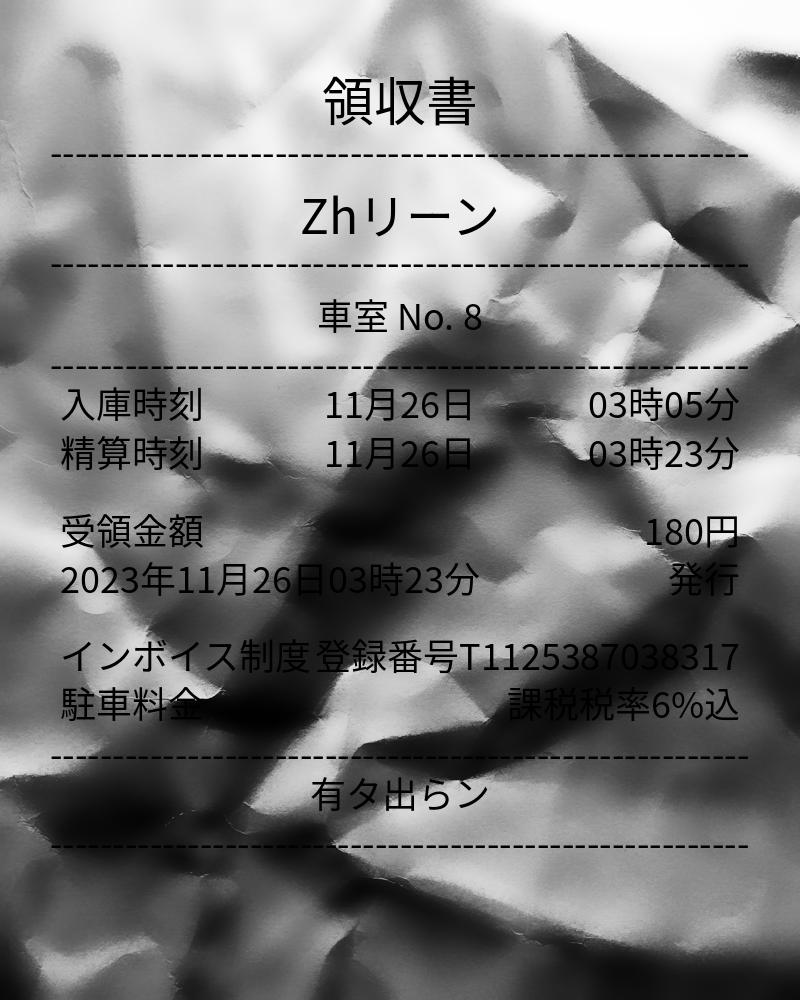 領収書
Zhリーン
車室 No. 8
入庫時刻 11月26日 03時05分
精算時刻 11月26日 03時23分
受領金額 180円
2023年11月26日03時23分 発行
インボイス制度 登録番号T1125387038317
駐車料金 課税税率6%込
有タ出らン